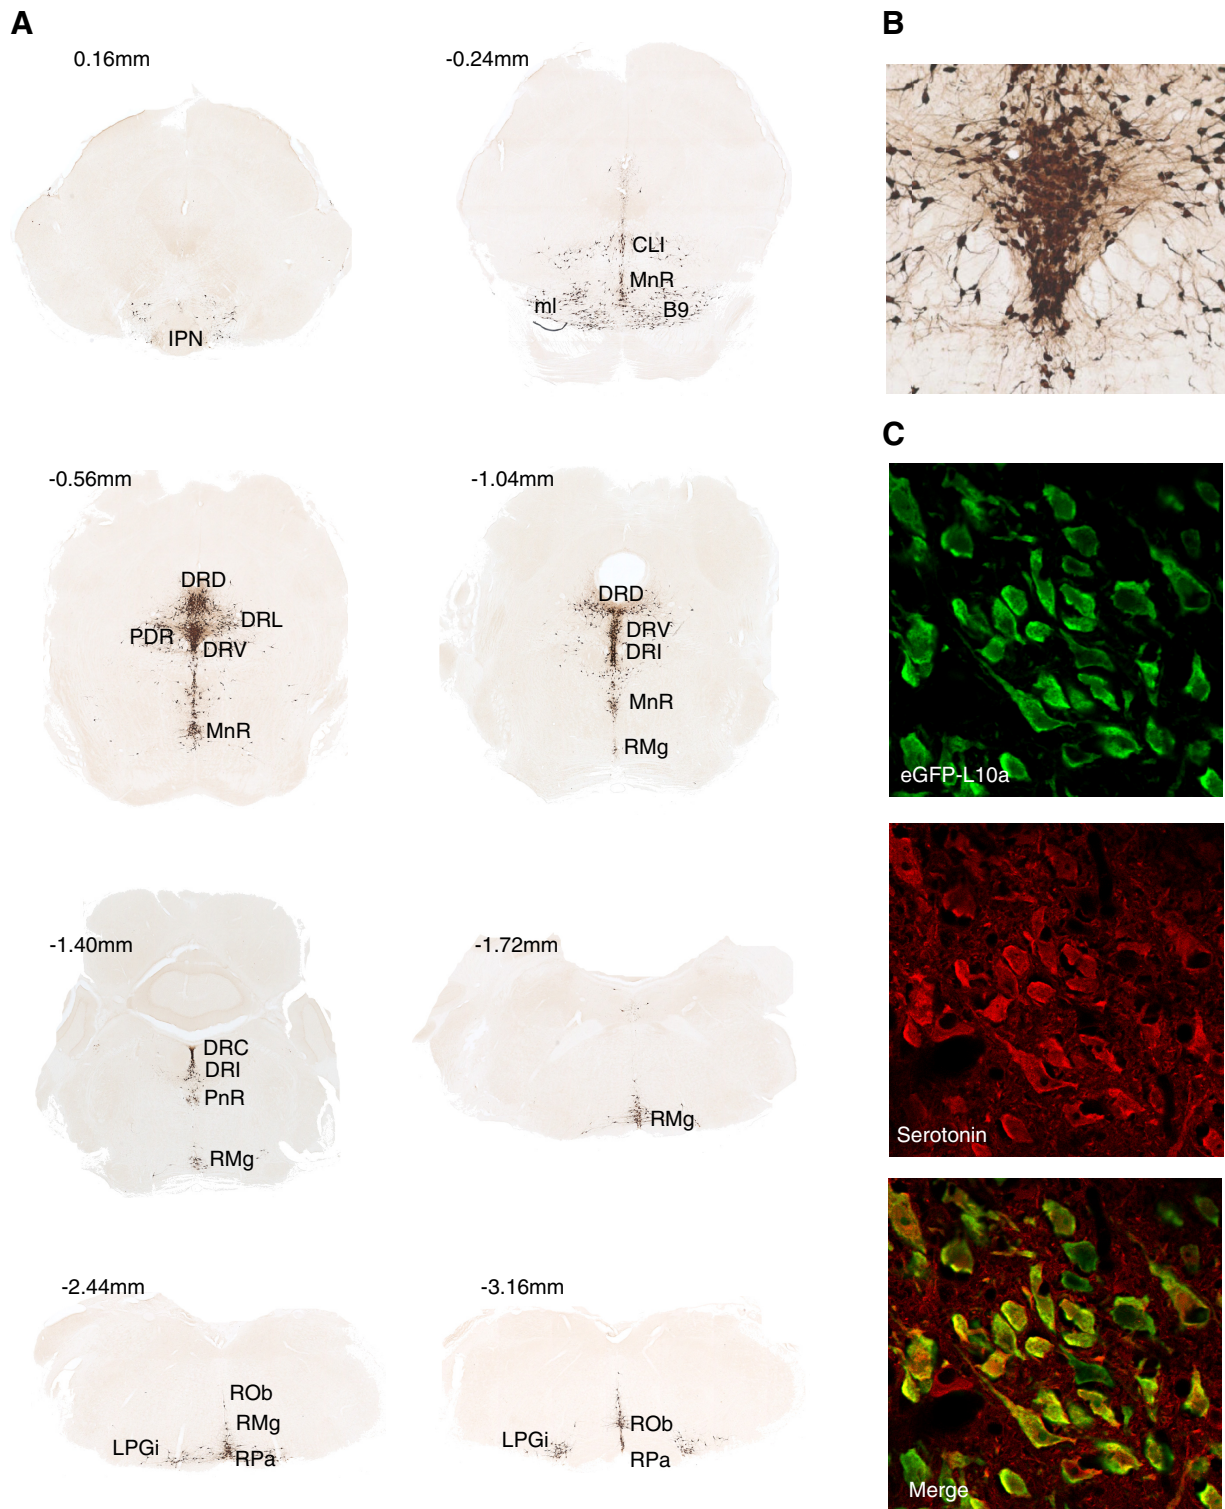 A
B
0.16mm
-0.24mm
CLI
MnR
ml
B9
IPN
C
-0.56mm
-1.04mm
DRD
DRL
PDR
DRV
MnR
DRD
DRV
DRI
MnR
RMg
eGFP-L10a
-1.40mm
-1.72mm
DRC
DRI
PnR
RMg
RMg
Serotonin
-2.44mm
-3.16mm
ROb
RMg
LPGi
RPa
ROb
LPGi
RPa
Merge